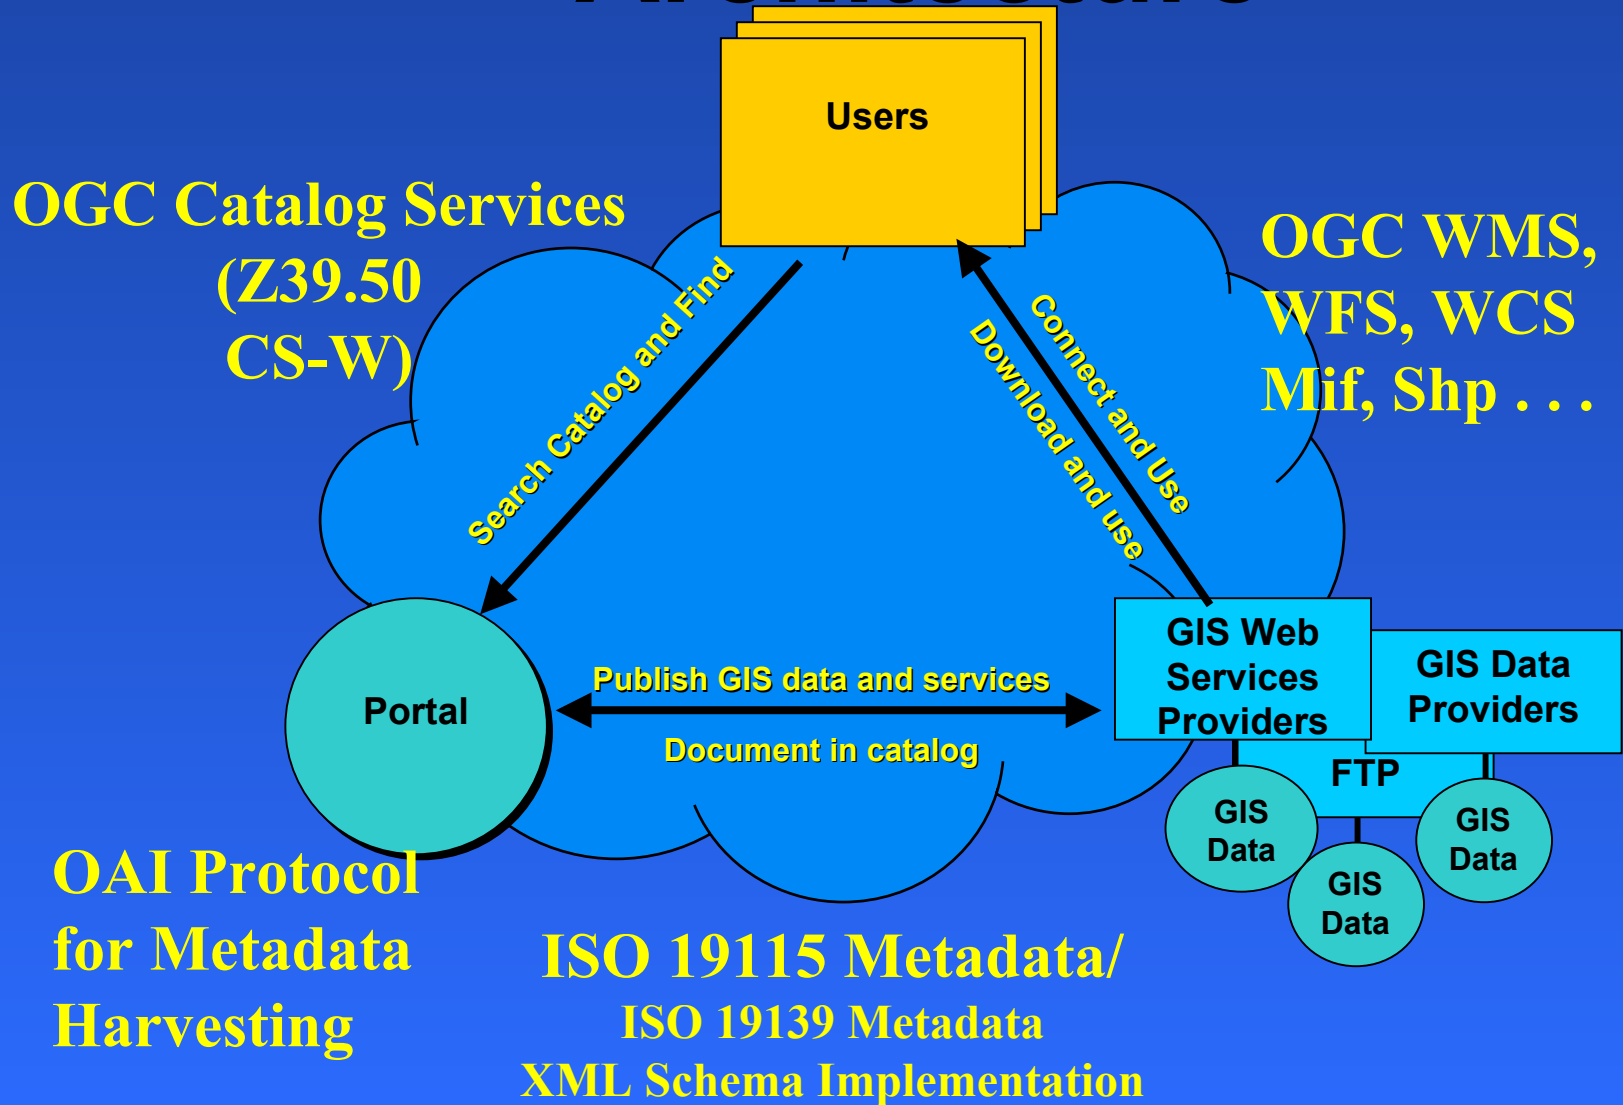 Architecture
Users
OGC Catalog Services
(Z39.50
CS-W)
OGC WMS,
WFS, WCS
Mif, Shp . . .
Search Catalog and Find
Connect and Use
Download and use
Portal
Publish GIS data and services
Document in catalog
GIS Web
Services
Providers
GIS Data
Providers
FTP
GIS
Data
GIS
Data
GIS
Data
OAI Protocol
for Metadata
Harvesting
ISO 19115 Metadata/
ISO 19139 Metadata
XML Schema Implementation